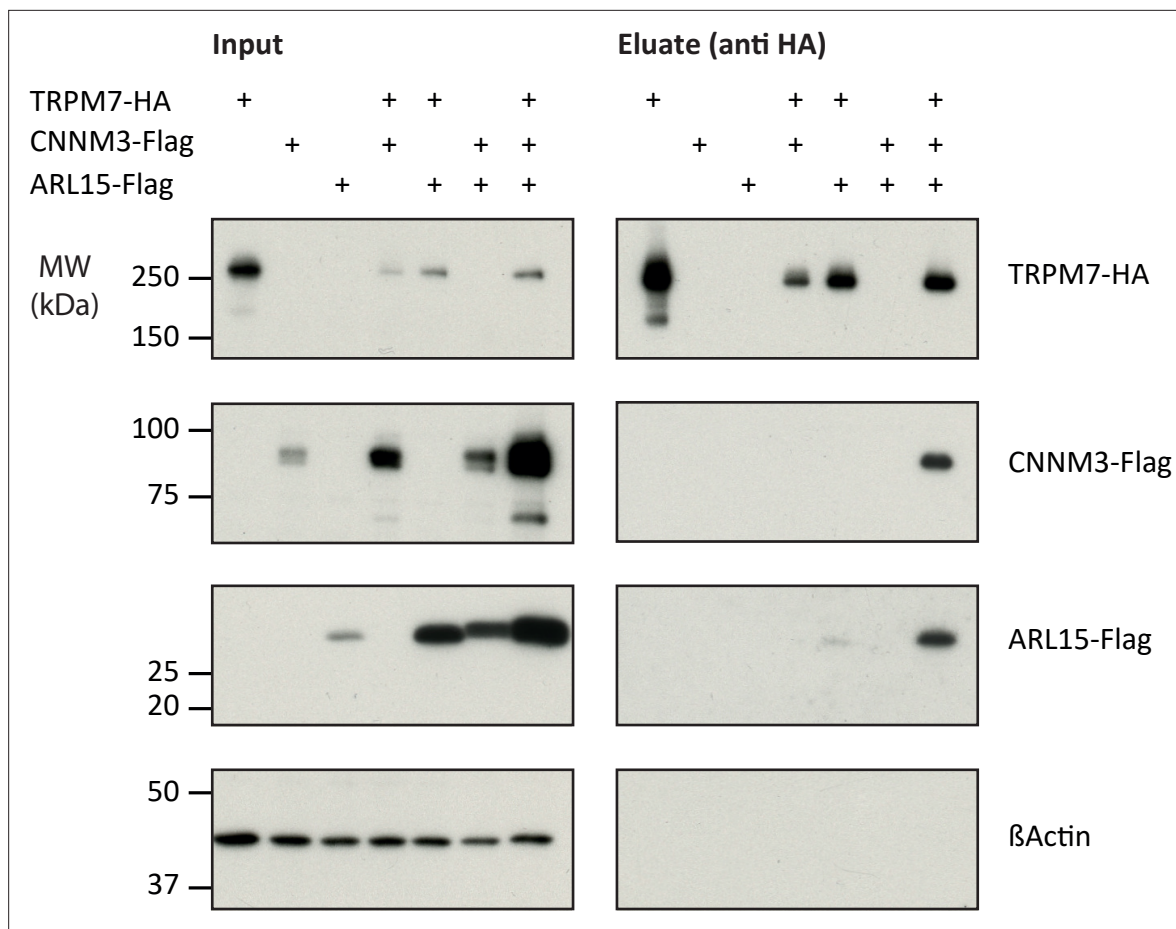 Input Eluate (anti HA)
TRPM7-HA + + + + + + + +
CNNM3-Flag + + + + + + + +
ARL15-Flag + + + + + + + +
MW
(kDa)
250
150
TRPM7-HA
100
75
CNNM3-Flag
25
20
ARL15-Flag
50
37
ßActin